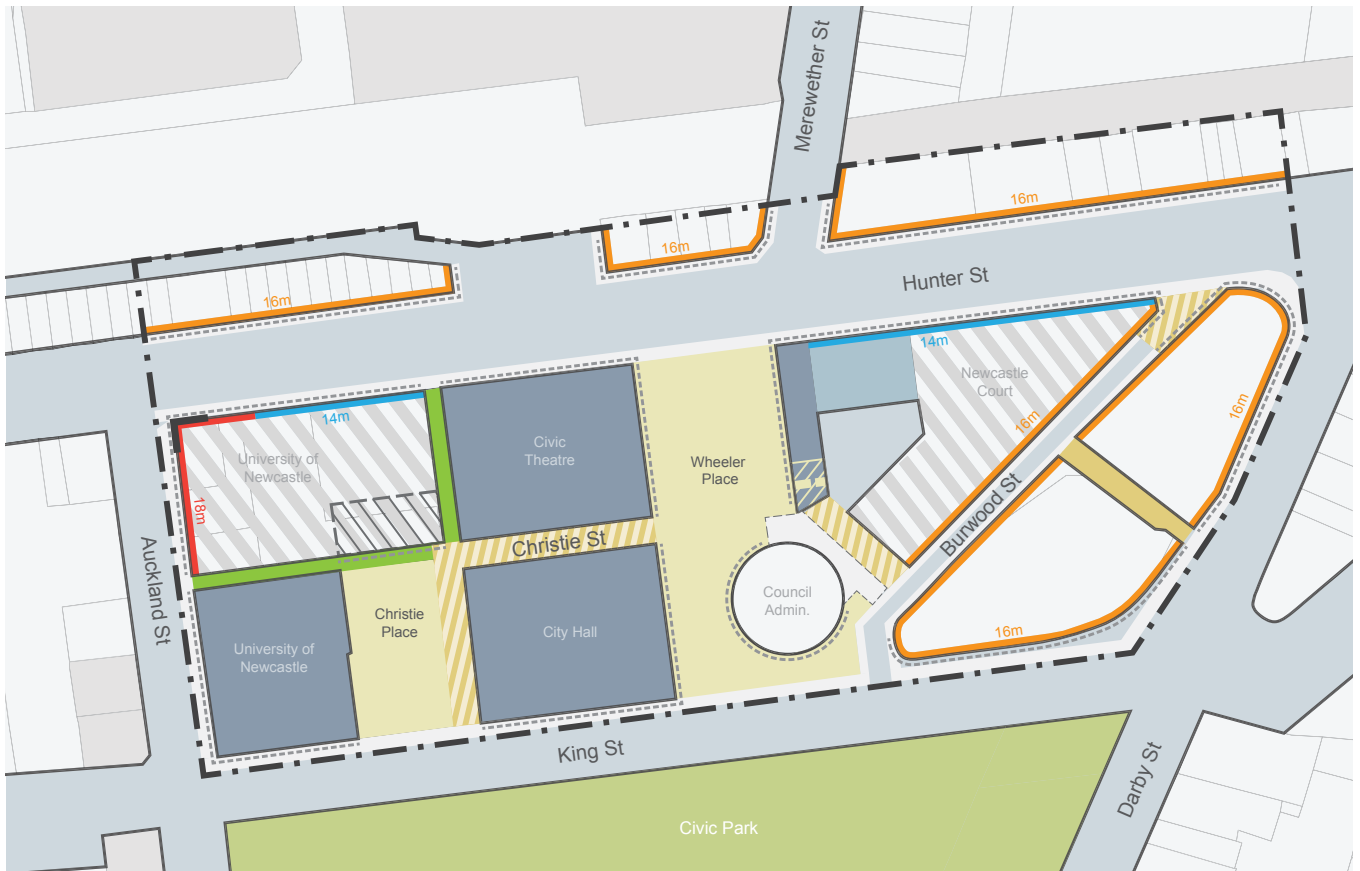 Merewether St
16m
16m
Hunter St
16m
14m
14m
Newcastle
Court
16m
16m
Civic
Theatre
University of
Newcastle
Wheeler
Place
18m
Burwood St
Christie St
Auckland St
Council
Admin.
Christie
Place
City Hall
16m
University of
Newcastle
King St
Darby St
Civic Park